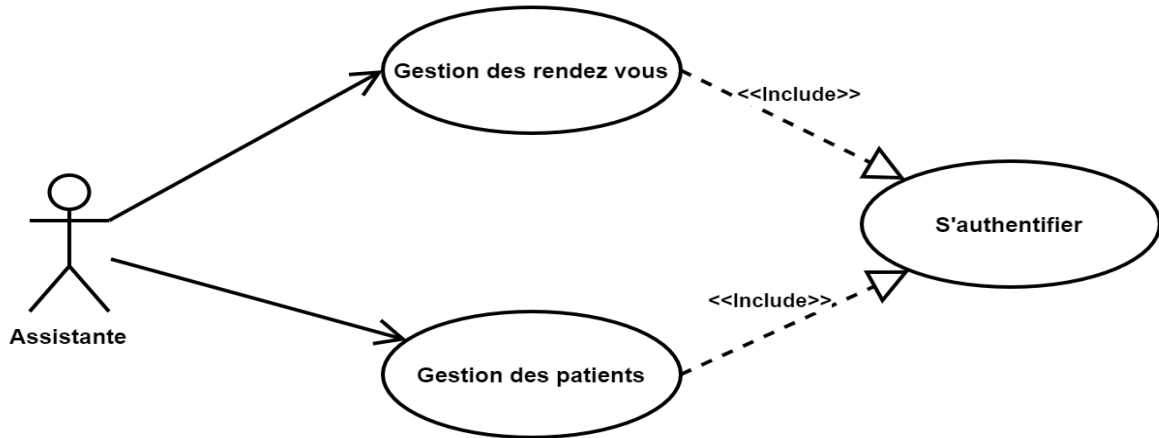 Gestion des rendez vous
<<Include>>
S'authentifier
<<Include>>
Assistante
Gestion des patients